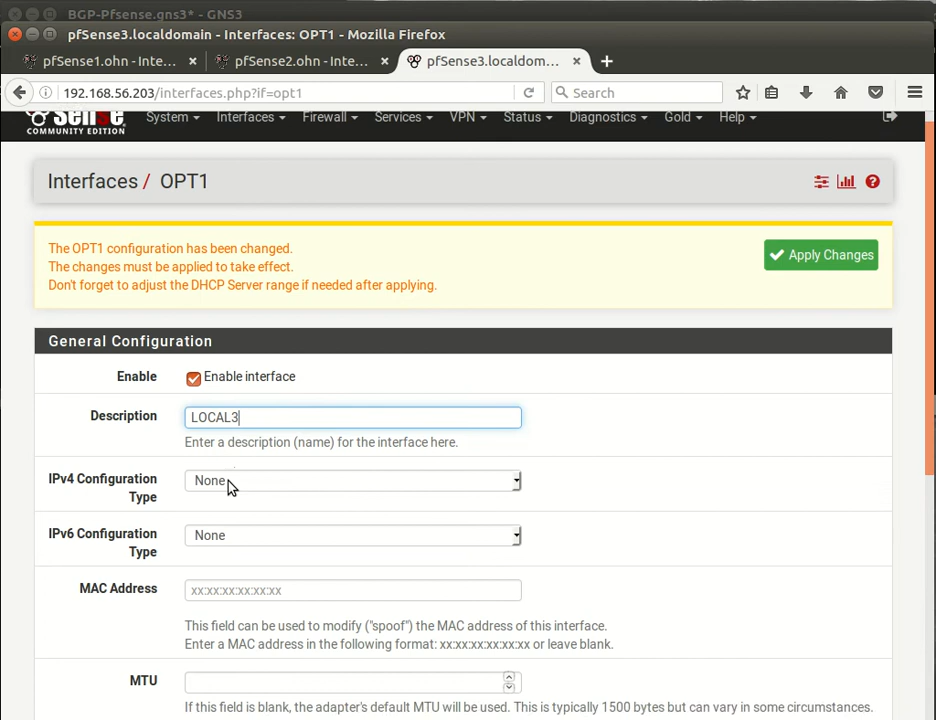 BGP-Pfsense.gns3* - GNS3
pfSense3.localdomain - Interfaces: OPT1 - Mozilla Firefox
pfSense1.ohn - Inte... × pfSense2.ohn - Inte... × pfSense3.localdom... × +
192.168.56.203/interfaces.php?if=opt1 Search
sense System Interfaces Firewall Services VPN Status Diagnostics Gold Help
COMMUNITY EDITION
Interfaces / OPT1
The OPT1 configuration has been changed.
The changes must be applied to take effect.
Don't forget to adjust the DHCP Server range if needed after applying.
Apply Changes
General Configuration
Enable Enable interface
Description LOCAL3
Enter a description (name) for the interface here.
IPv4 Configuration Type None
IPv6 Configuration Type None
MAC Address xx:xx:xx:xx:xx:xx
This field can be used to modify ("spoof") the MAC address of this interface.
Enter a MAC address in the following format: xx:xx:xx:xx:xx:xx or leave blank.
MTU
If this field is blank, the adapter's default MTU will be used. This is typically 1500 bytes but can vary in some circumstances.